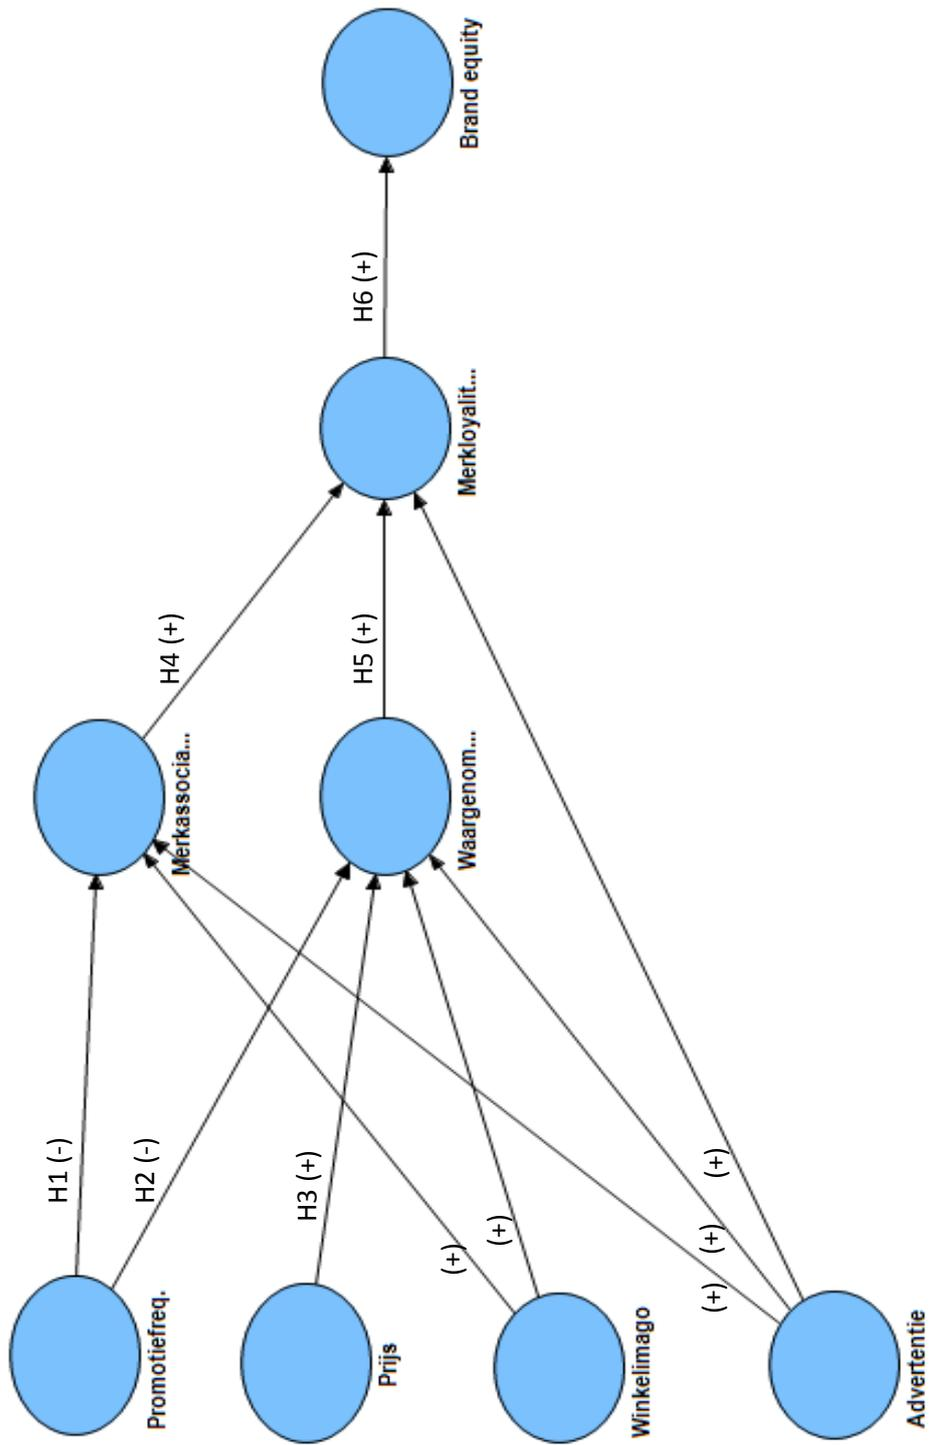 H1 (-)
Promotiefreq.
H2 (-)
Merkassocia...
H4 (+)
H3 (+)
Prijs
H5 (+)
H6 (+)
(+)
(+)
Waargenom...
Merkloyalit...
Brand equity
Winkelimago
(+)
(+)
(+)
Advertentie